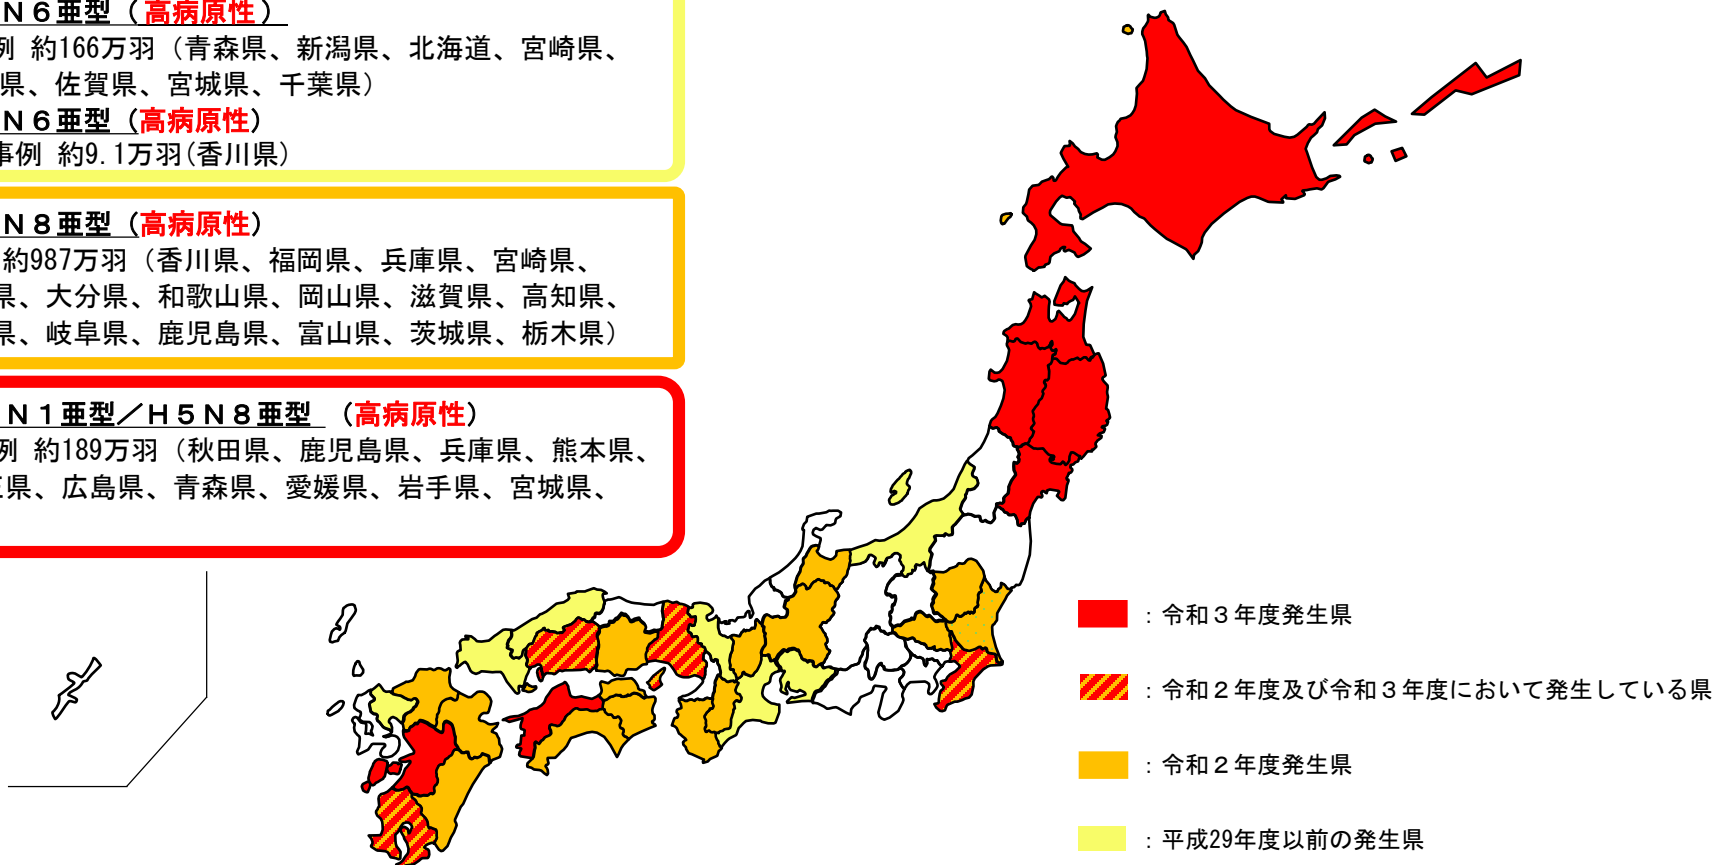 Ｎ６亜型（高病原性）
例 約166万羽（青森県、新潟県、北海道、宮崎県、
県、佐賀県、宮城県、千葉県）
Ｎ６亜型（高病原性）
事例 約9.1万羽(香川県)
Ｎ８亜型（高病原性）
約987万羽（香川県、福岡県、兵庫県、宮崎県、
県、大分県、和歌山県、岡山県、滋賀県、高知県、
県、岐阜県、鹿児島県、富山県、茨城県、栃木県）
Ｎ１亜型／Ｈ５Ｎ８亜型 （高病原性）
例 約189万羽（秋田県、鹿児島県、兵庫県、熊本県、
県、広島県、青森県、愛媛県、岩手県、宮城県、
：令和３年度発生県
：令和２年度及び令和３年度において発生している県
：令和２年度発生県
：平成29年度以前の発生県